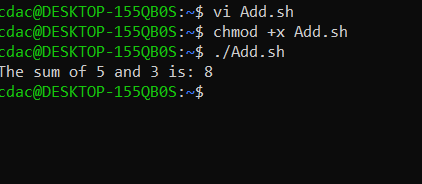 cdac@DESKTOP-155QB0S:~$ vi Add.sh
cdac@DESKTOP-155QB0S:~$ chmod +x Add.sh
cdac@DESKTOP-155QB0S:~$ ./Add.sh
The sum of 5 and 3 is: 8
cdac@DESKTOP-155QB0S:~$